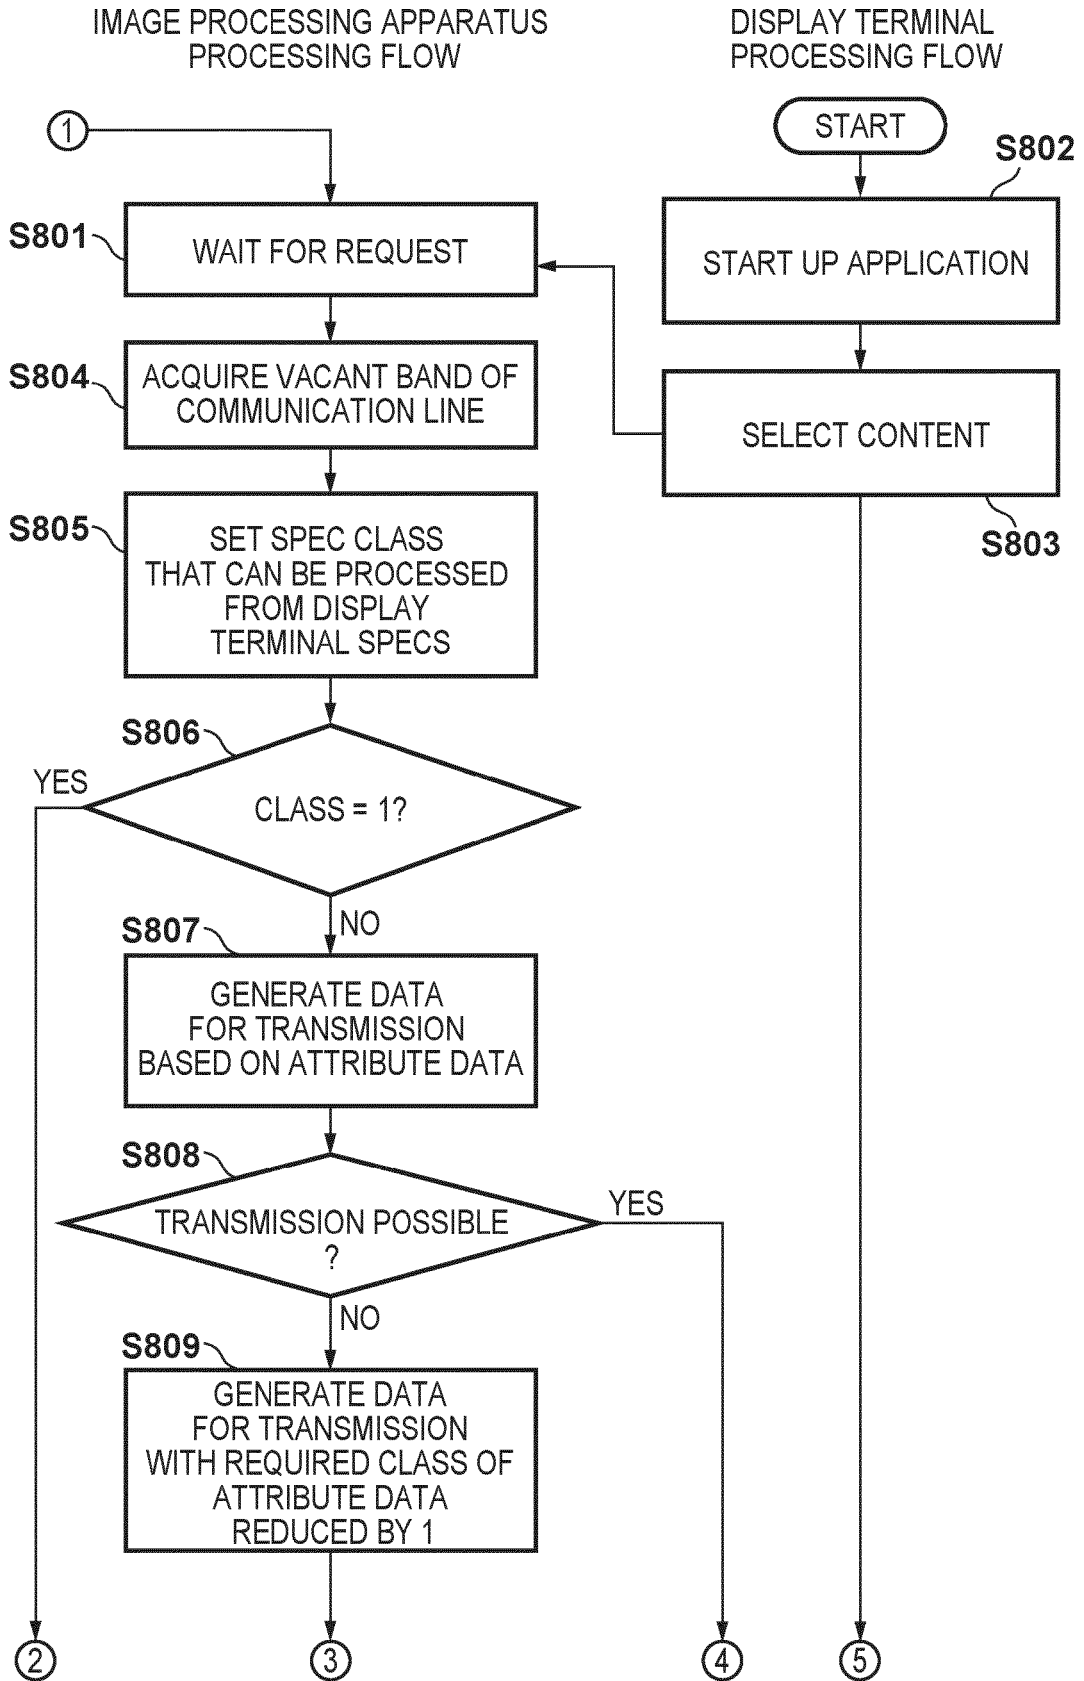 IMAGE PROCESSING APPARATUS
PROCESSING FLOW
DISPLAY TERMINAL
PROCESSING FLOW
1
START
S802
S801
WAIT FOR REQUEST
START UP APPLICATION
S804
ACQUIRE VACANT BAND OF
COMMUNICATION LINE
SELECT CONTENT
S803
S805
SET SPEC CLASS
THAT CAN BE PROCESSED
FROM DISPLAY
TERMINAL SPECS
S806
YES
CLASS = 1?
NO
S807
GENERATE DATA
FOR TRANSMISSION
BASED ON ATTRIBUTE DATA
S808
TRANSMISSION POSSIBLE
?
YES
NO
S809
GENERATE DATA
FOR TRANSMISSION
WITH REQUIRED CLASS OF
ATTRIBUTE DATA
REDUCED BY 1
2
3
4
5